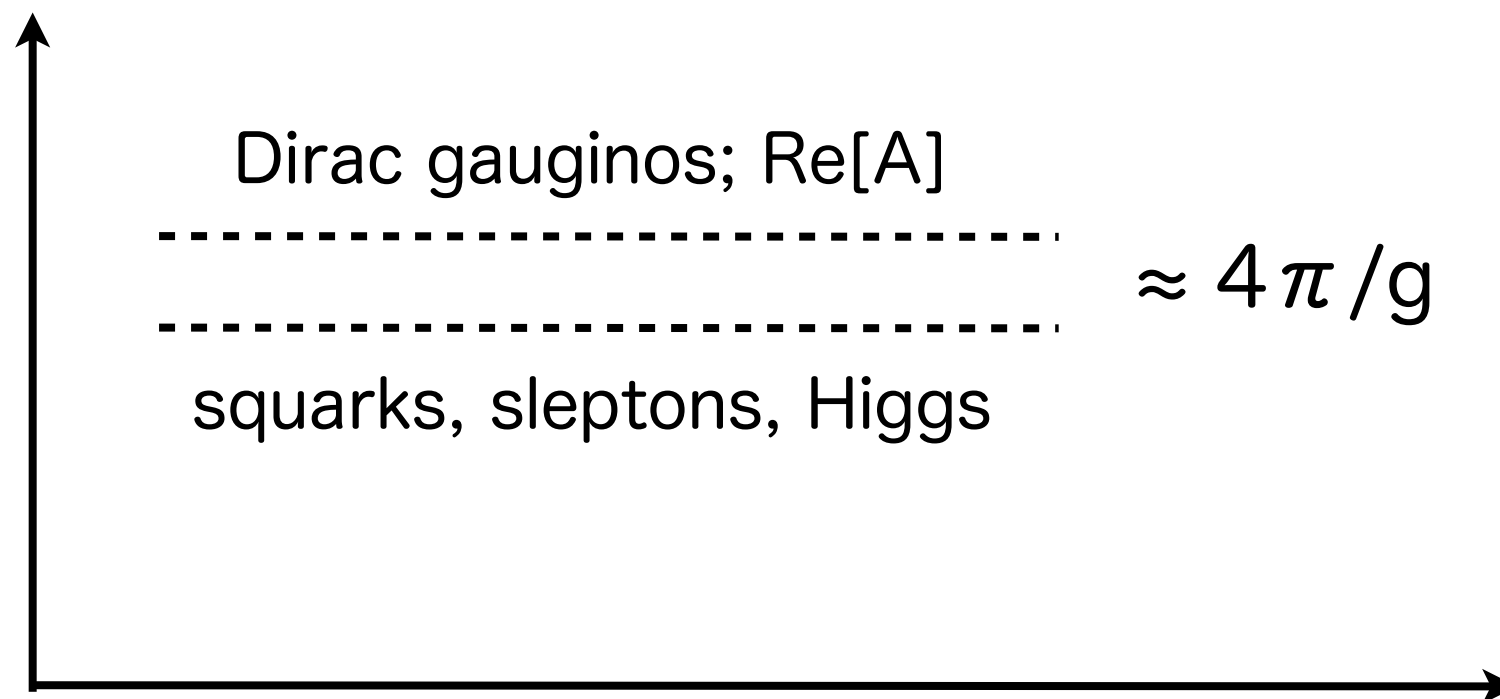 Dirac gauginos; Re[A]
≈ 4π/g
squarks, sleptons, Higgs